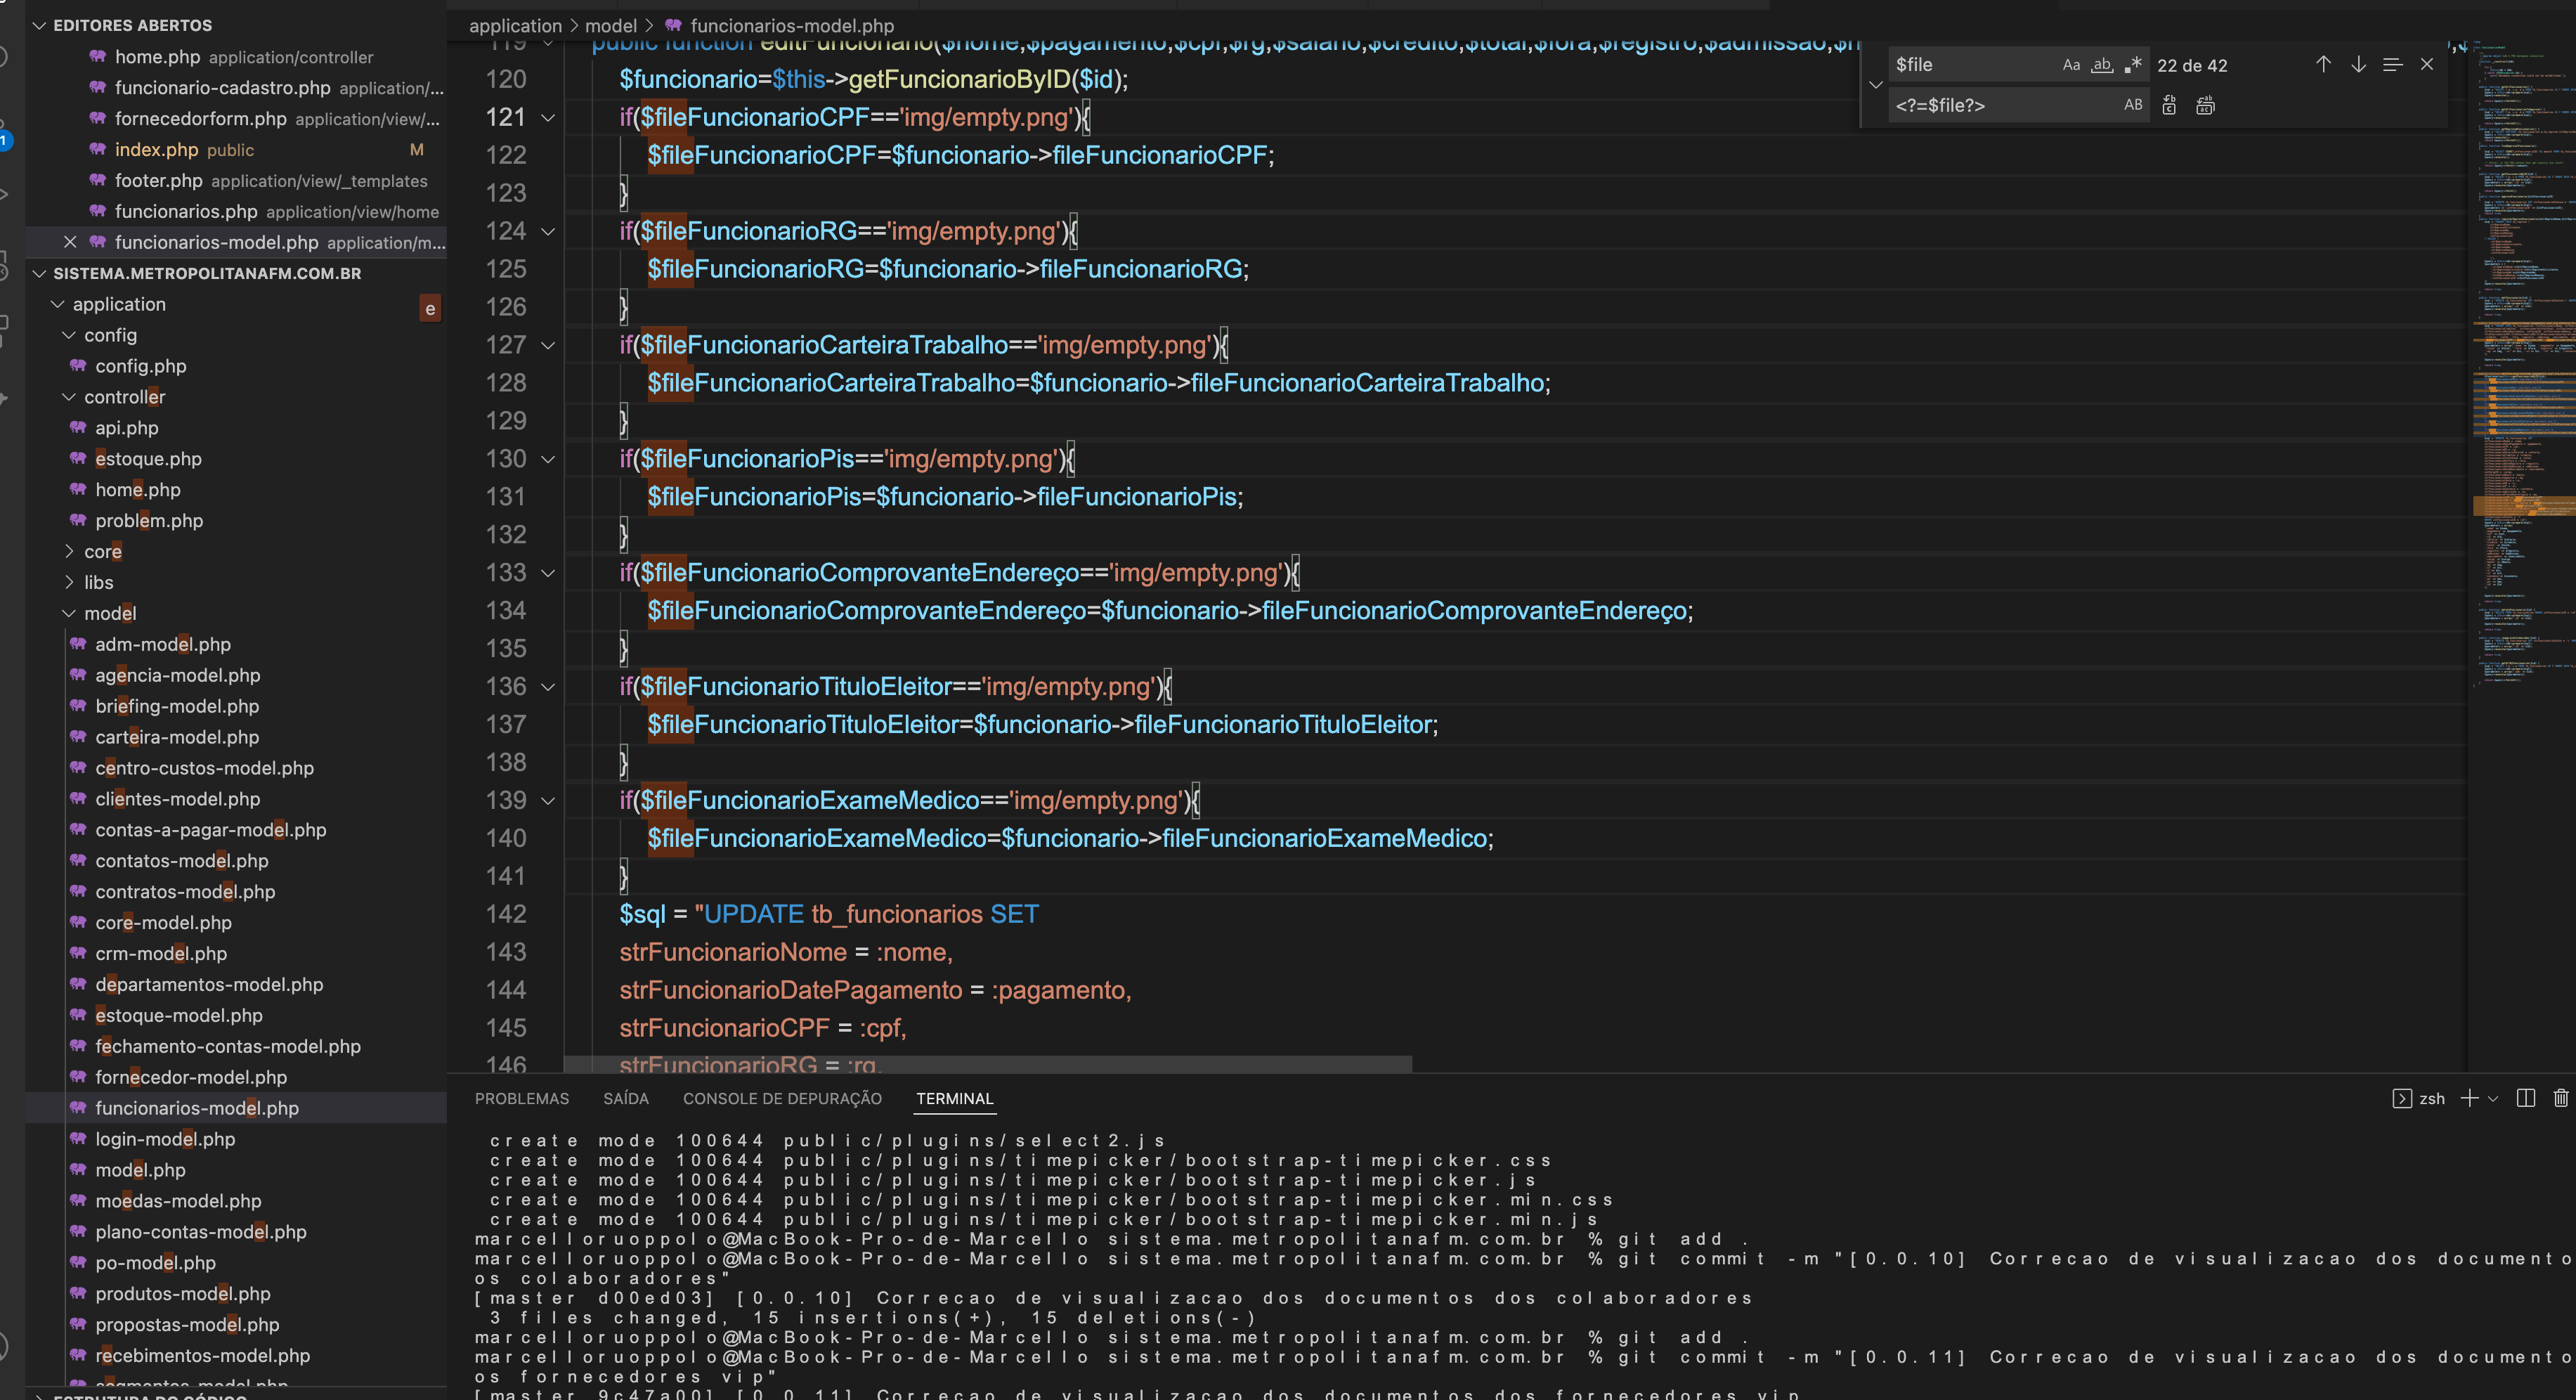 EDITORES ABERTOS
home.php application/controller
funcionario-cadastro.php application/...
fornecedorform.php application/view/...
index.php public M
footer.php application/view/_templates
funcionarios.php application/view/home
funcionarios-model.php application/m...
SISTEMA.METROPOLITANAFM.COM.BR
application e
config
config.php
controller
api.php
estoque.php
home.php
problem.php
core
libs
model
adm-model.php
agencia-model.php
briefing-model.php
carteira-model.php
centro-custos-model.php
clientes-model.php
contas-a-pagar-model.php
contatos-model.php
contratos-model.php
core-model.php
crm-model.php
departamentos-model.php
estoque-model.php
fechamento-contas-model.php
fornecedor-model.php
funcionarios-model.php
login-model.php
model.php
moedas-model.php
plano-contas-model.php
po-model.php
produtos-model.php
propostas-model.php
recebimentos-model.php
segmentos-model.php
ESTRUTURA DO CÓDIGO
1
application > model > funcionarios-model.php
$file Aa ab 22 de 42
<?=$file?> AB
119 public function editFuncionario($nome,$pagamento,$cpf,$rg,$salario,$credito,$total,$fora,$registro,$admissao,
120 $funcionario=$this->getFuncionarioByID($id);
121 if($fileFuncionarioCPF=='img/empty.png'){
122 $fileFuncionarioCPF=$funcionario->fileFuncionarioCPF;
123 }
124 if($fileFuncionarioRG=='img/empty.png'){
125 $fileFuncionarioRG=$funcionario->fileFuncionarioRG;
126 }
127 if($fileFuncionarioCarteiraTrabalho=='img/empty.png'){
128 $fileFuncionarioCarteiraTrabalho=$funcionario->fileFuncionarioCarteiraTrabalho;
129 }
130 if($fileFuncionarioPis=='img/empty.png'){
131 $fileFuncionarioPis=$funcionario->fileFuncionarioPis;
132 }
133 if($fileFuncionarioComprovanteEndereço=='img/empty.png'){
134 $fileFuncionarioComprovanteEndereço=$funcionario->fileFuncionarioComprovanteEndereço;
135 }
136 if($fileFuncionarioTituloEleitor=='img/empty.png'){
137 $fileFuncionarioTituloEleitor=$funcionario->fileFuncionarioTituloEleitor;
138 }
139 if($fileFuncionarioExameMedico=='img/empty.png'){
140 $fileFuncionarioExameMedico=$funcionario->fileFuncionarioExameMedico;
141 }
142 $sql = "UPDATE tb_funcionarios SET
143 strFuncionarioNome = :nome,
144 strFuncionarioDatePagamento = :pagamento,
145 strFuncionarioCPF = :cpf,
146 strFuncionarioRG = :rg,
PROBLEMAS SAÍDA CONSOLE DE DEPURAÇÃO TERMINAL zsh
create mode 100644 public/plugins/select2.js
create mode 100644 public/plugins/timepicker/bootstrap-timepicker.css
create mode 100644 public/plugins/timepicker/bootstrap-timepicker.js
create mode 100644 public/plugins/timepicker/bootstrap-timepicker.min.css
create mode 100644 public/plugins/timepicker/bootstrap-timepicker.min.js
marcelloruoppolo@MacBook-Pro-de-Marcello sistema.metropolitanafm.com.br % git add .
marcelloruoppolo@MacBook-Pro-de-Marcello sistema.metropolitanafm.com.br % git commit -m "[0.0.10] Correcao de visualizacao dos documento
os colaboradores"
[master d00ed03] [0.0.10] Correcao de visualizacao dos documentos dos colaboradores
3 files changed, 15 insertions(+), 15 deletions(-)
marcelloruoppolo@MacBook-Pro-de-Marcello sistema.metropolitanafm.com.br % git add .
marcelloruoppolo@MacBook-Pro-de-Marcello sistema.metropolitanafm.com.br % git commit -m "[0.0.11] Correcao de visualizacao dos documento
os fornecedores vip"
[master 9c47a00] [0.0.11] Correcao de visualizacao dos documentos dos fornecedores vip